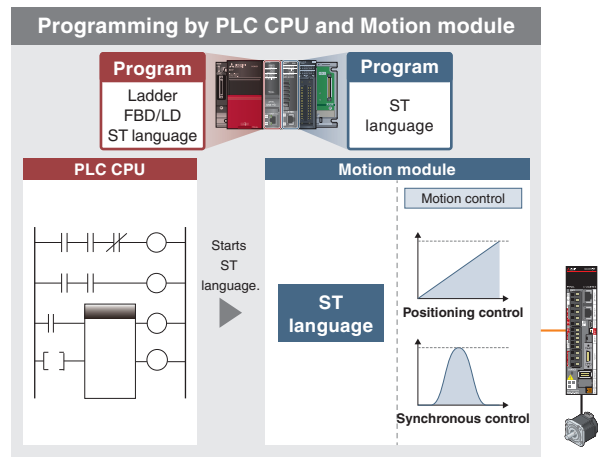 Programming by PLC CPU and Motion module
Program
Ladder
FBD/LD
ST language
Program
ST
language
PLC CPU
Starts
ST
language.
Motion module
ST
language
Motion control
Positioning control
Synchronous control